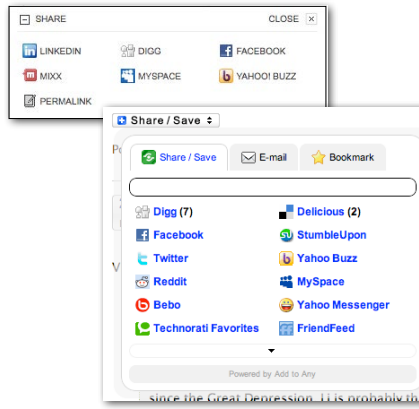 SHARE CLOSE
LINKEDIN DIGG FACEBOOK
MIXX MYSPACE YAHOO! BUZZ
PERMALINK
Share / Save
Share / Save E-mail Bookmark
Digg (7) Delicious (2)
Facebook StumbleUpon
Twitter Yahoo Buzz
Reddit MySpace
Bebo Yahoo Messenger
Technorati Favorites FriendFeed
Powered by Add to Any
since the Great Depression. is probably